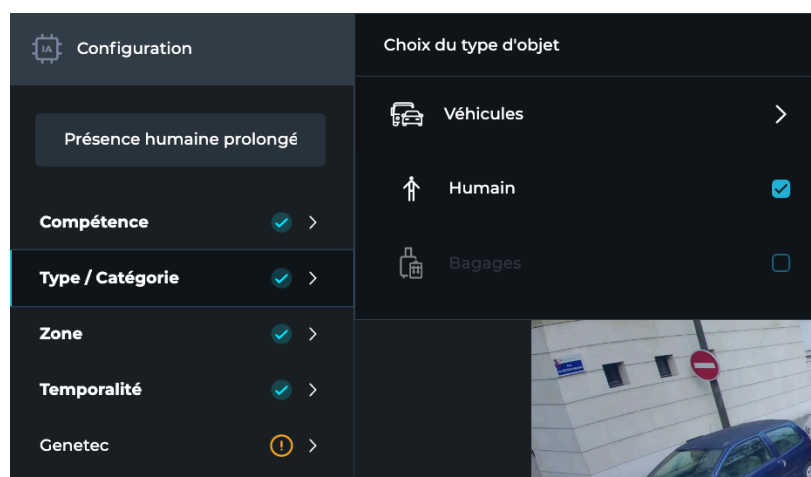 IA
Configuration
Présence humaine prolongé
Compétence
Type / Catégorie
Zone
Temporalité
Genetec
Choix du type d'objet
Véhicules
Humain
Bagages